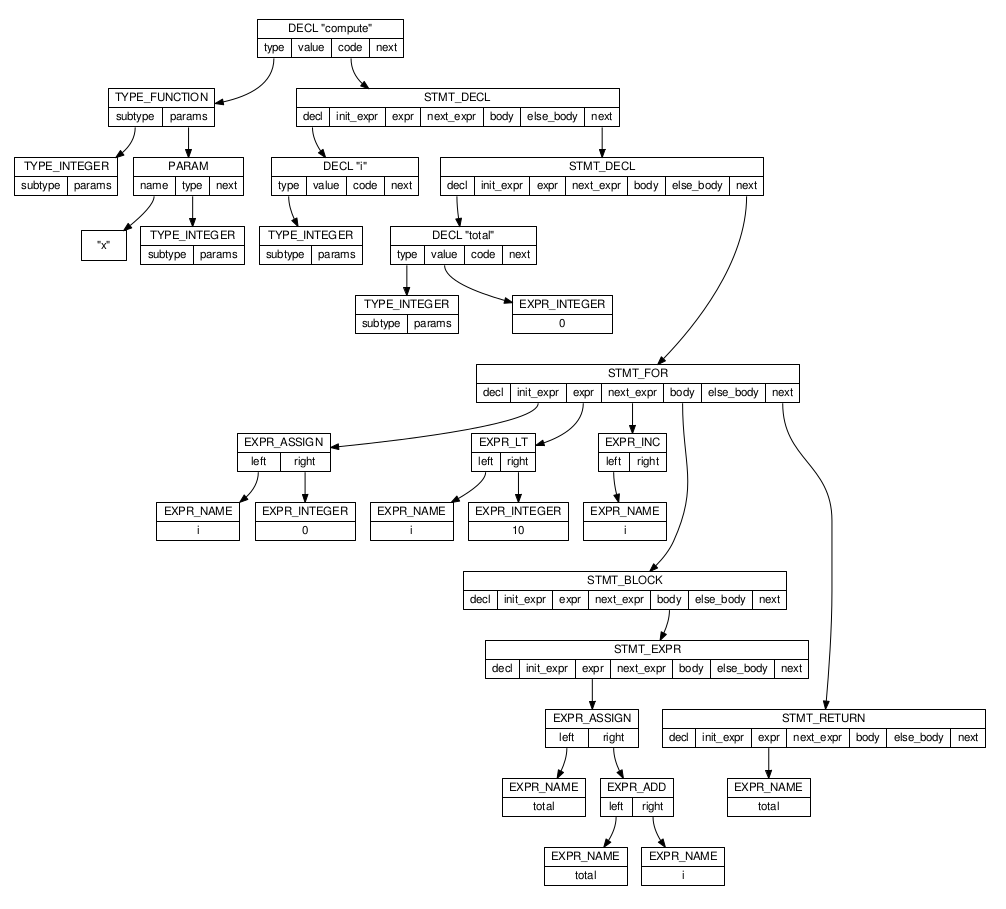 DECL "compute"
type value code next
TYPE_FUNCTION
subtype params
STMT_DECL
decl init_expr expr next_expr body else_body next
TYPE_INTEGER
subtype params
PARAM
name type next
DECL "i"
type value code next
STMT_DECL
decl init_expr expr next_expr body else_body next
"x"
TYPE_INTEGER
subtype params
TYPE_INTEGER
subtype params
DECL "total"
type value code next
TYPE_INTEGER
subtype params
EXPR_INTEGER
0
STMT_FOR
decl init_expr expr next_expr body else_body next
EXPR_ASSIGN
left right
EXPR_LT
left right
EXPR_INC
left right
EXPR_NAME
i
EXPR_INTEGER
0
EXPR_NAME
i
EXPR_INTEGER
10
EXPR_NAME
i
STMT_BLOCK
decl init_expr expr next_expr body else_body next
STMT_EXPR
decl init_expr expr next_expr body else_body next
EXPR_ASSIGN
left right
STMT_RETURN
decl init_expr expr next_expr body else_body next
EXPR_NAME
total
EXPR_ADD
left right
EXPR_NAME
total
EXPR_NAME
total
EXPR_NAME
i